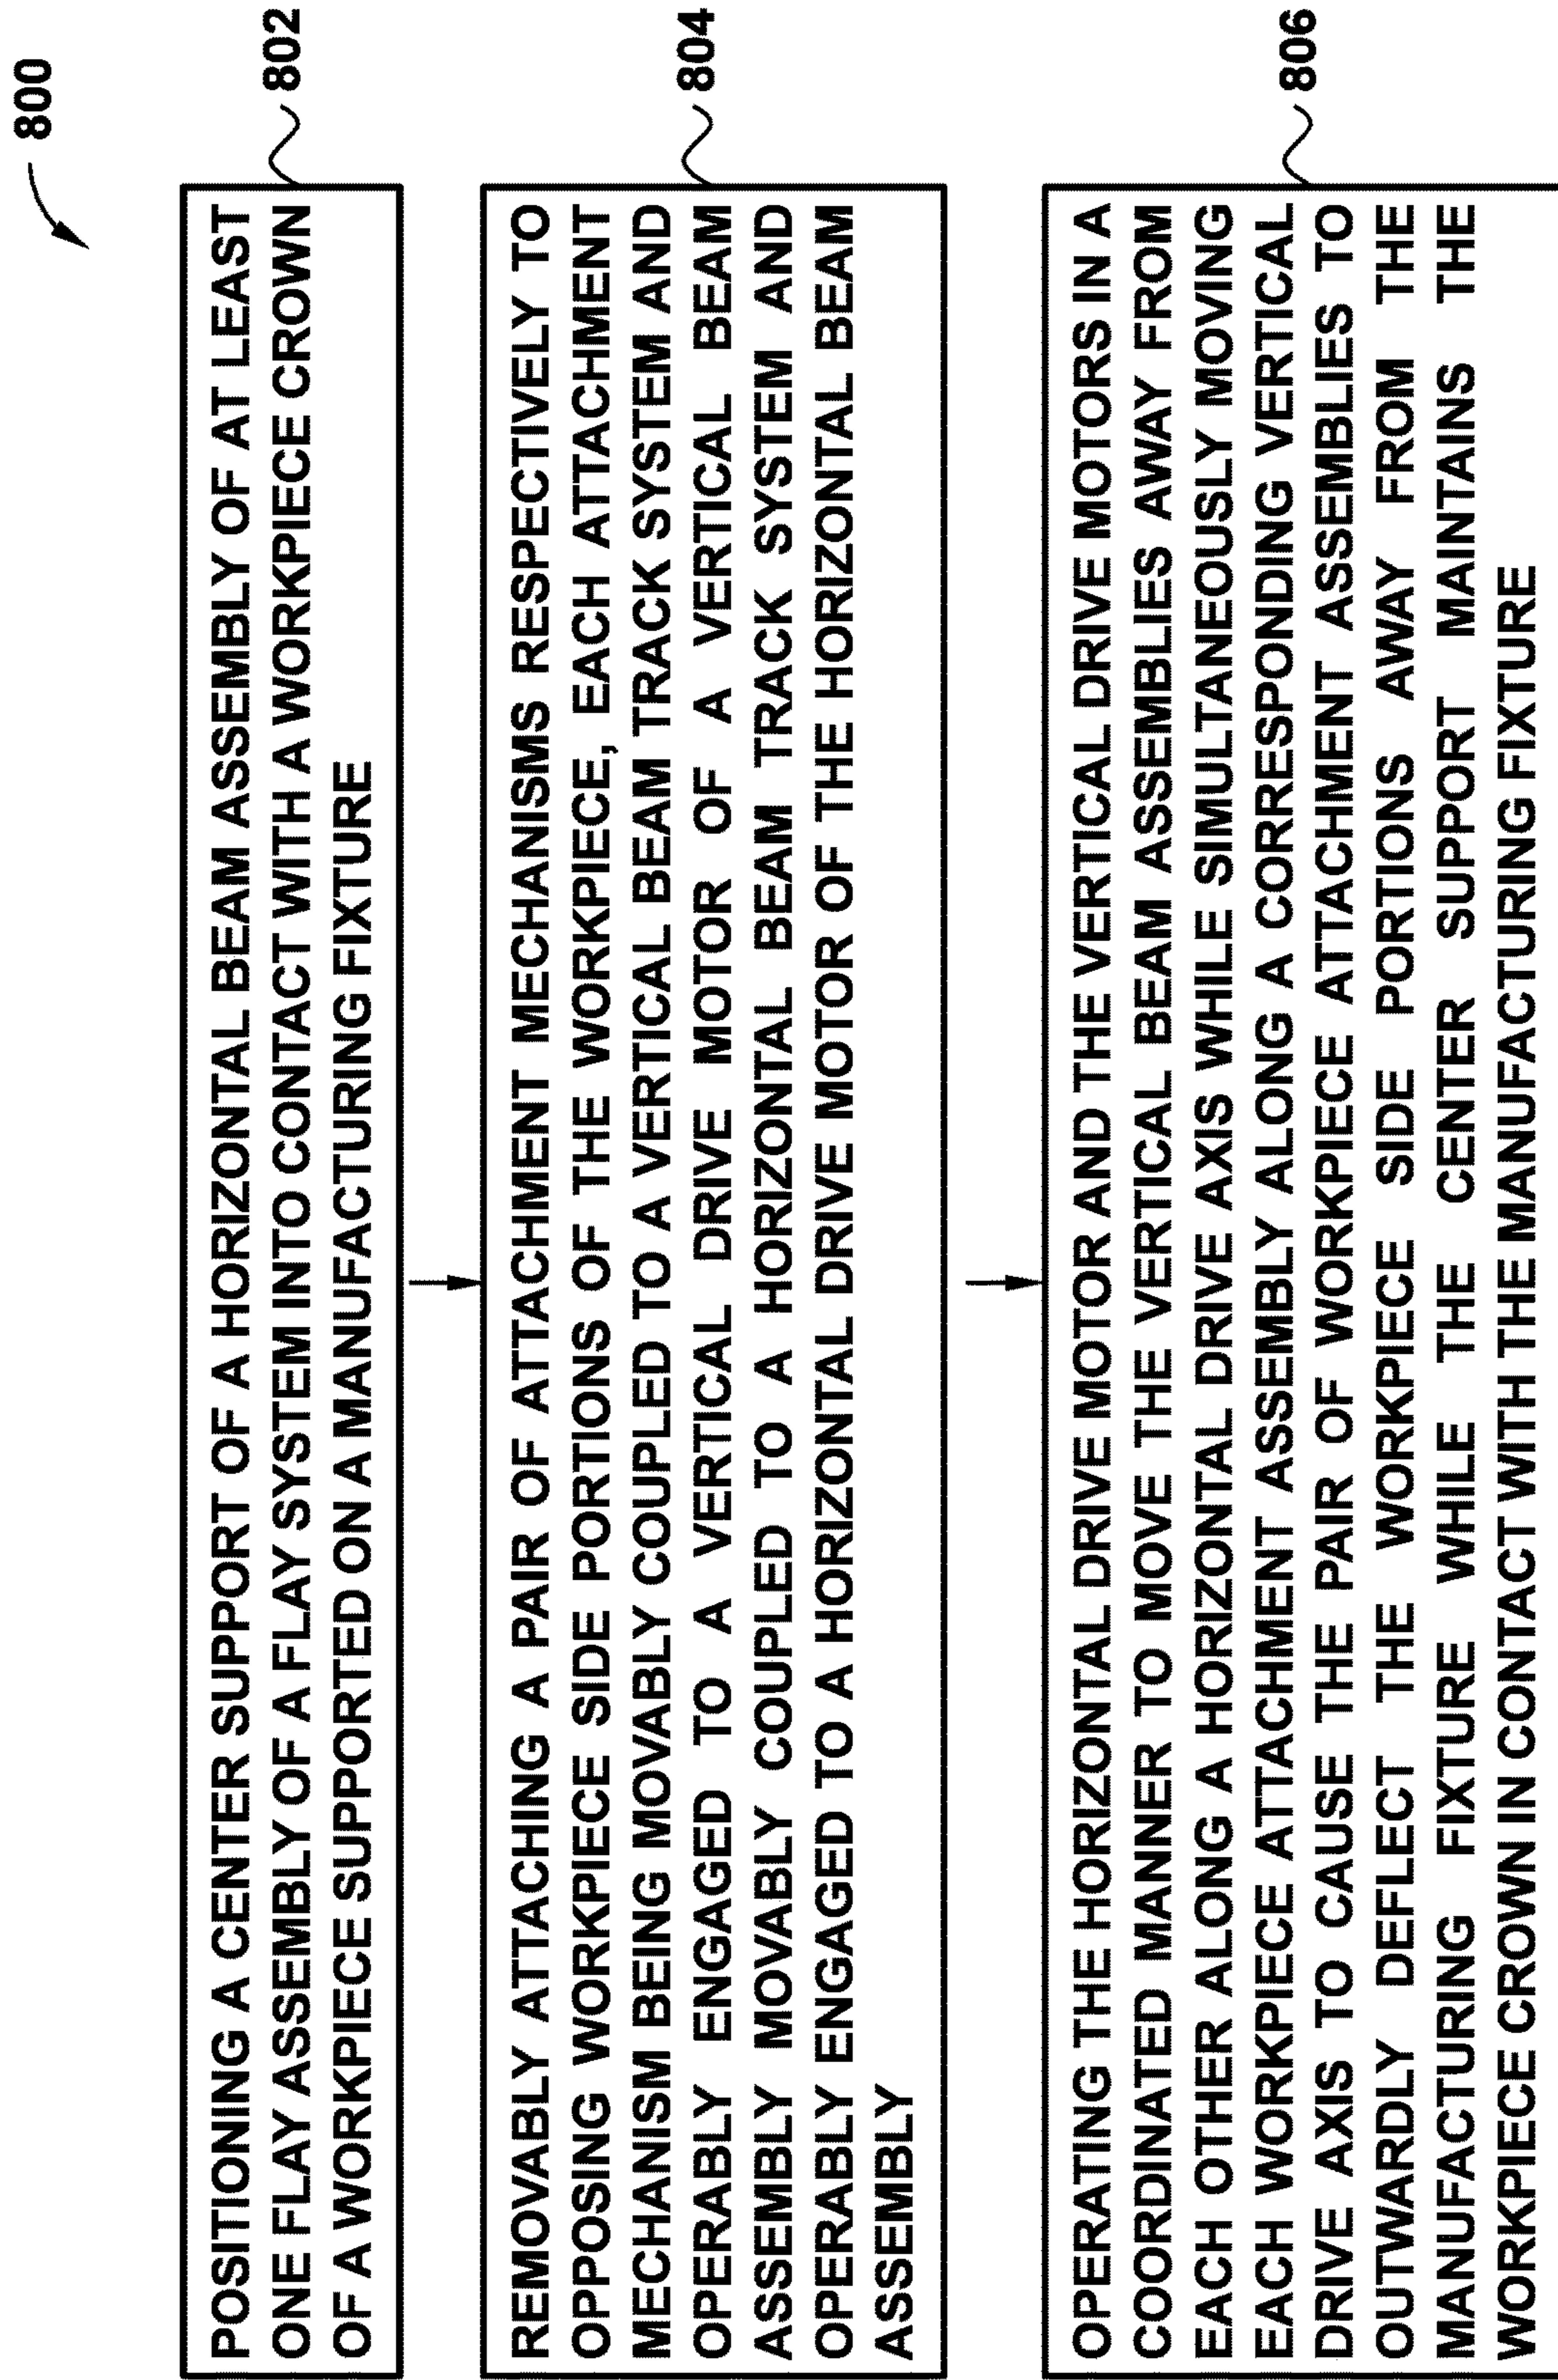 800
POSITIONING A CENTER SUPPORT OF A HORIZONTAL BEAM ASSEMBLY OF AT LEAST
ONE FLAY ASSEMBLY OF A FLAY SYSTEM INTO CONTACT WITH A WORKPIECE CROWN
OF A WORKPIECE SUPPORTED ON A MANUFACTURING FIXTURE
802
REMOVABLY ATTACHING A PAIR OF ATTACHMENT MECHANISMS RESPECTIVELY TO
OPPOSING WORKPIECE SIDE PORTIONS OF THE WORKPIECE, EACH ATTACHMENT
MECHANISM BEING MOVABLY COUPLED TO A VERTICAL BEAM TRACK SYSTEM AND
OPERABLY ENGAGED TO A VERTICAL DRIVE MOTOR OF A VERTICAL BEAM
ASSEMBLY MOVABLY COUPLED TO A HORIZONTAL BEAM TRACK SYSTEM AND
OPERABLY ENGAGED TO A HORIZONTAL DRIVE MOTOR OF THE HORIZONTAL BEAM
ASSEMBLY
804
OPERATING THE HORIZONTAL DRIVE MOTOR AND THE VERTICAL DRIVE MOTORS IN A
COORDINATED MANNER TO MOVE THE VERTICAL BEAM ASSEMBLIES AWAY FROM
EACH OTHER ALONG A HORIZONTAL DRIVE AXIS WHILE SIMULTANEOUSLY MOVING
EACH WORKPIECE ATTACHMENT ASSEMBLY ALONG A CORRESPONDING VERTICAL
DRIVE AXIS TO CAUSE THE PAIR OF WORKPIECE ATTACHMENT ASSEMBLIES TO
OUTWARDLY DEFLECT THE WORKPIECE SIDE PORTIONS AWAY FROM THE
MANUFACTURING FIXTURE WHILE THE CENTER SUPPORT MAINTAINS THE
WORKPIECE CROWN IN CONTACT WITH THE MANUFACTURING FIXTURE
806